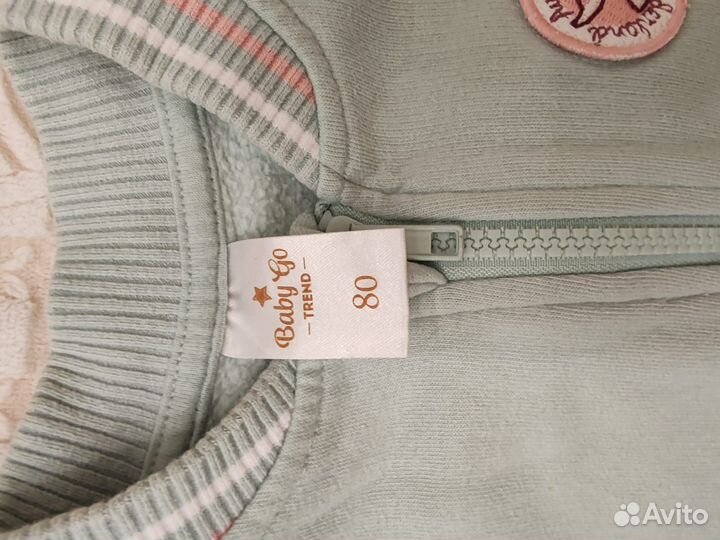 Baby Go
— TREND —
80
Avito